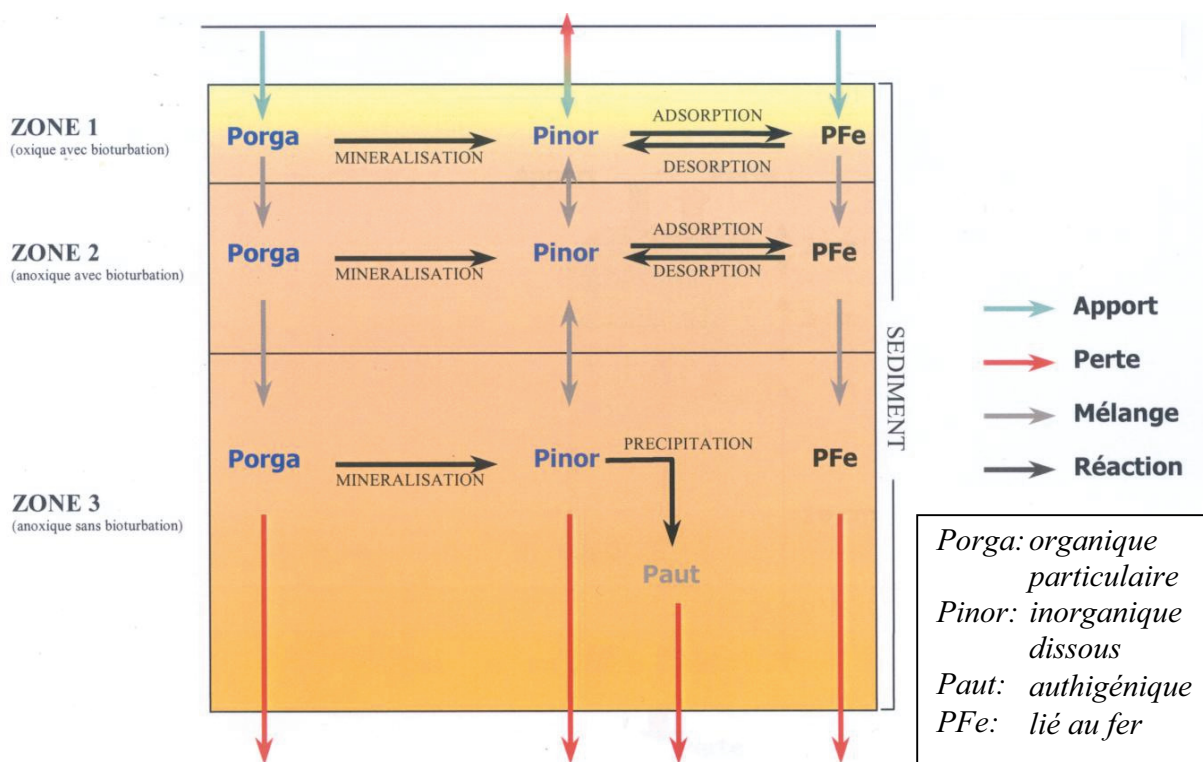 ZONE 1
(oxique avec bioturbation)
Porga
MINERALISATION
Pinor
ADSORPTION
DESORPTION
PFe
ZONE 2
(anoxique avec bioturbation)
Porga
MINERALISATION
Pinor
ADSORPTION
DESORPTION
PFe
ZONE 3
(anoxique sans bioturbation)
Porga
MINERALISATION
Pinor
PRECIPITATION
PFe
Paut
SEDIMENT
Apport
Perte
Mélange
Réaction
Porga: organique
particulaire
Pinor: inorganique
dissous
Paut: authigénique
PFe: lié au fer